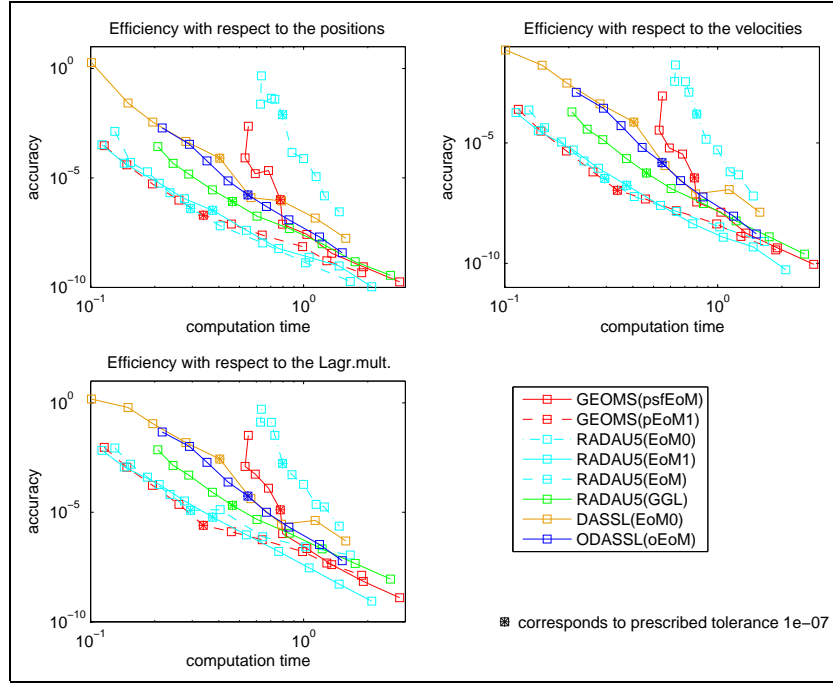 Efficiency with respect to the positions
10^0
10^-5
10^-10
accuracy
10^-1
10^0
computation time
Efficiency with respect to the velocities
10^-5
10^-10
accuracy
10^-1
10^0
computation time
Efficiency with respect to the Lagr.mult.
10^0
10^-5
10^-10
accuracy
10^-1
10^0
computation time
GEOMS(psfEoM)
GEOMS(pEoM1)
RADAU5(EoM0)
RADAU5(EoM1)
RADAU5(EoM)
RADAU5(GGL)
DASSL(EoM0)
ODASSL(oEoM)
corresponds to prescribed tolerance 1e−07